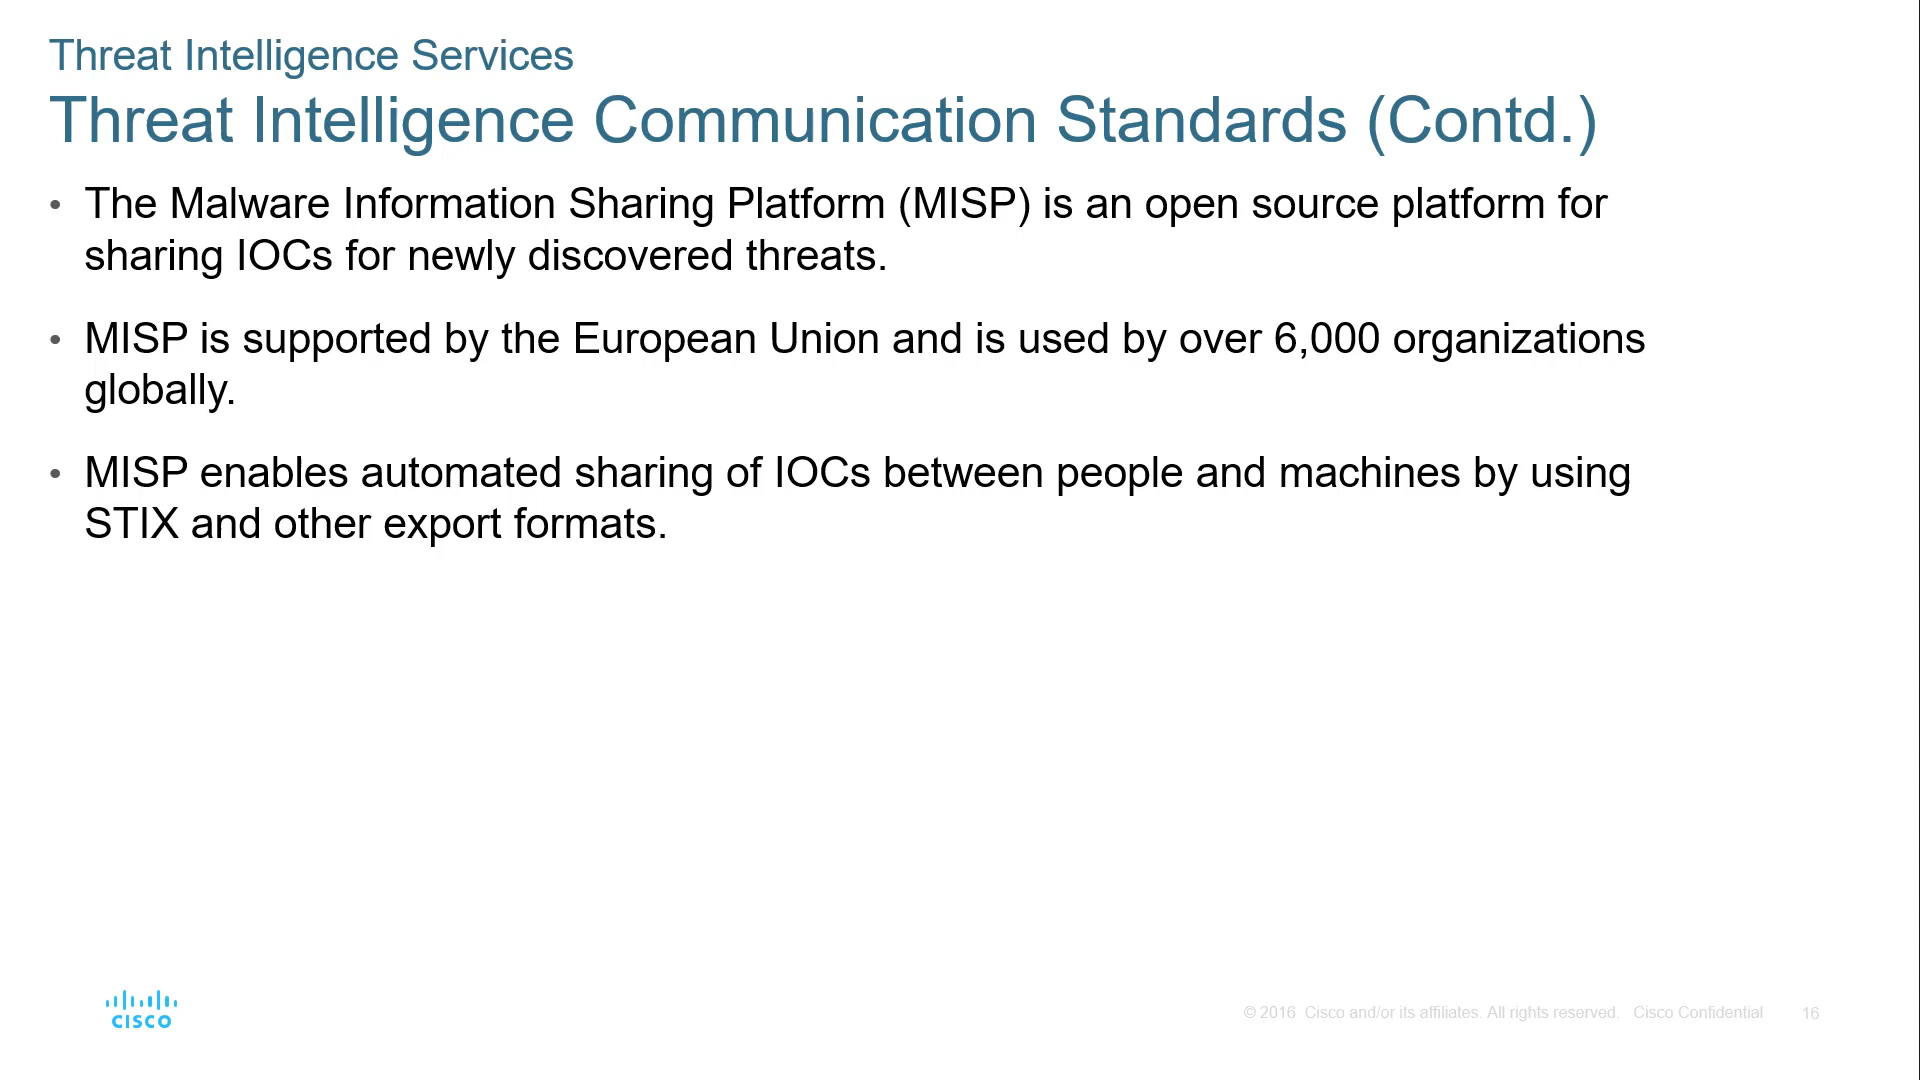 Threat Intelligence Services
Threat Intelligence Communication Standards (Contd.)
• The Malware Information Sharing Platform (MISP) is an open source platform for
sharing IOCs for newly discovered threats.
• MISP is supported by the European Union and is used by over 6,000 organizations
globally.
• MISP enables automated sharing of IOCs between people and machines by using
STIX and other export formats.
CISCO
© 2016 Cisco and/or its affiliates. All rights reserved. Cisco Confidential 16